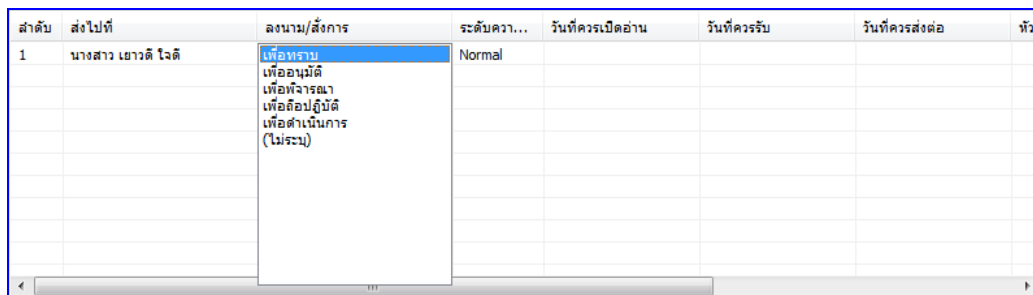 ลำดับ ส่งไปที่ ลงนาม/สั่งการ ระดับควา... วันที่ควรเปิดอ่าน วันที่ควรรับ วันที่ควรส่งต่อ หัว
1 นางสาว เยาวดี ใจดี เพื่อทราบ Normal
เพื่ออนุมัติ
เพื่อพิจารณา
เพื่อถือปฏิบัติ
เพื่อดำเนินการ
(ไม่ระบุ)